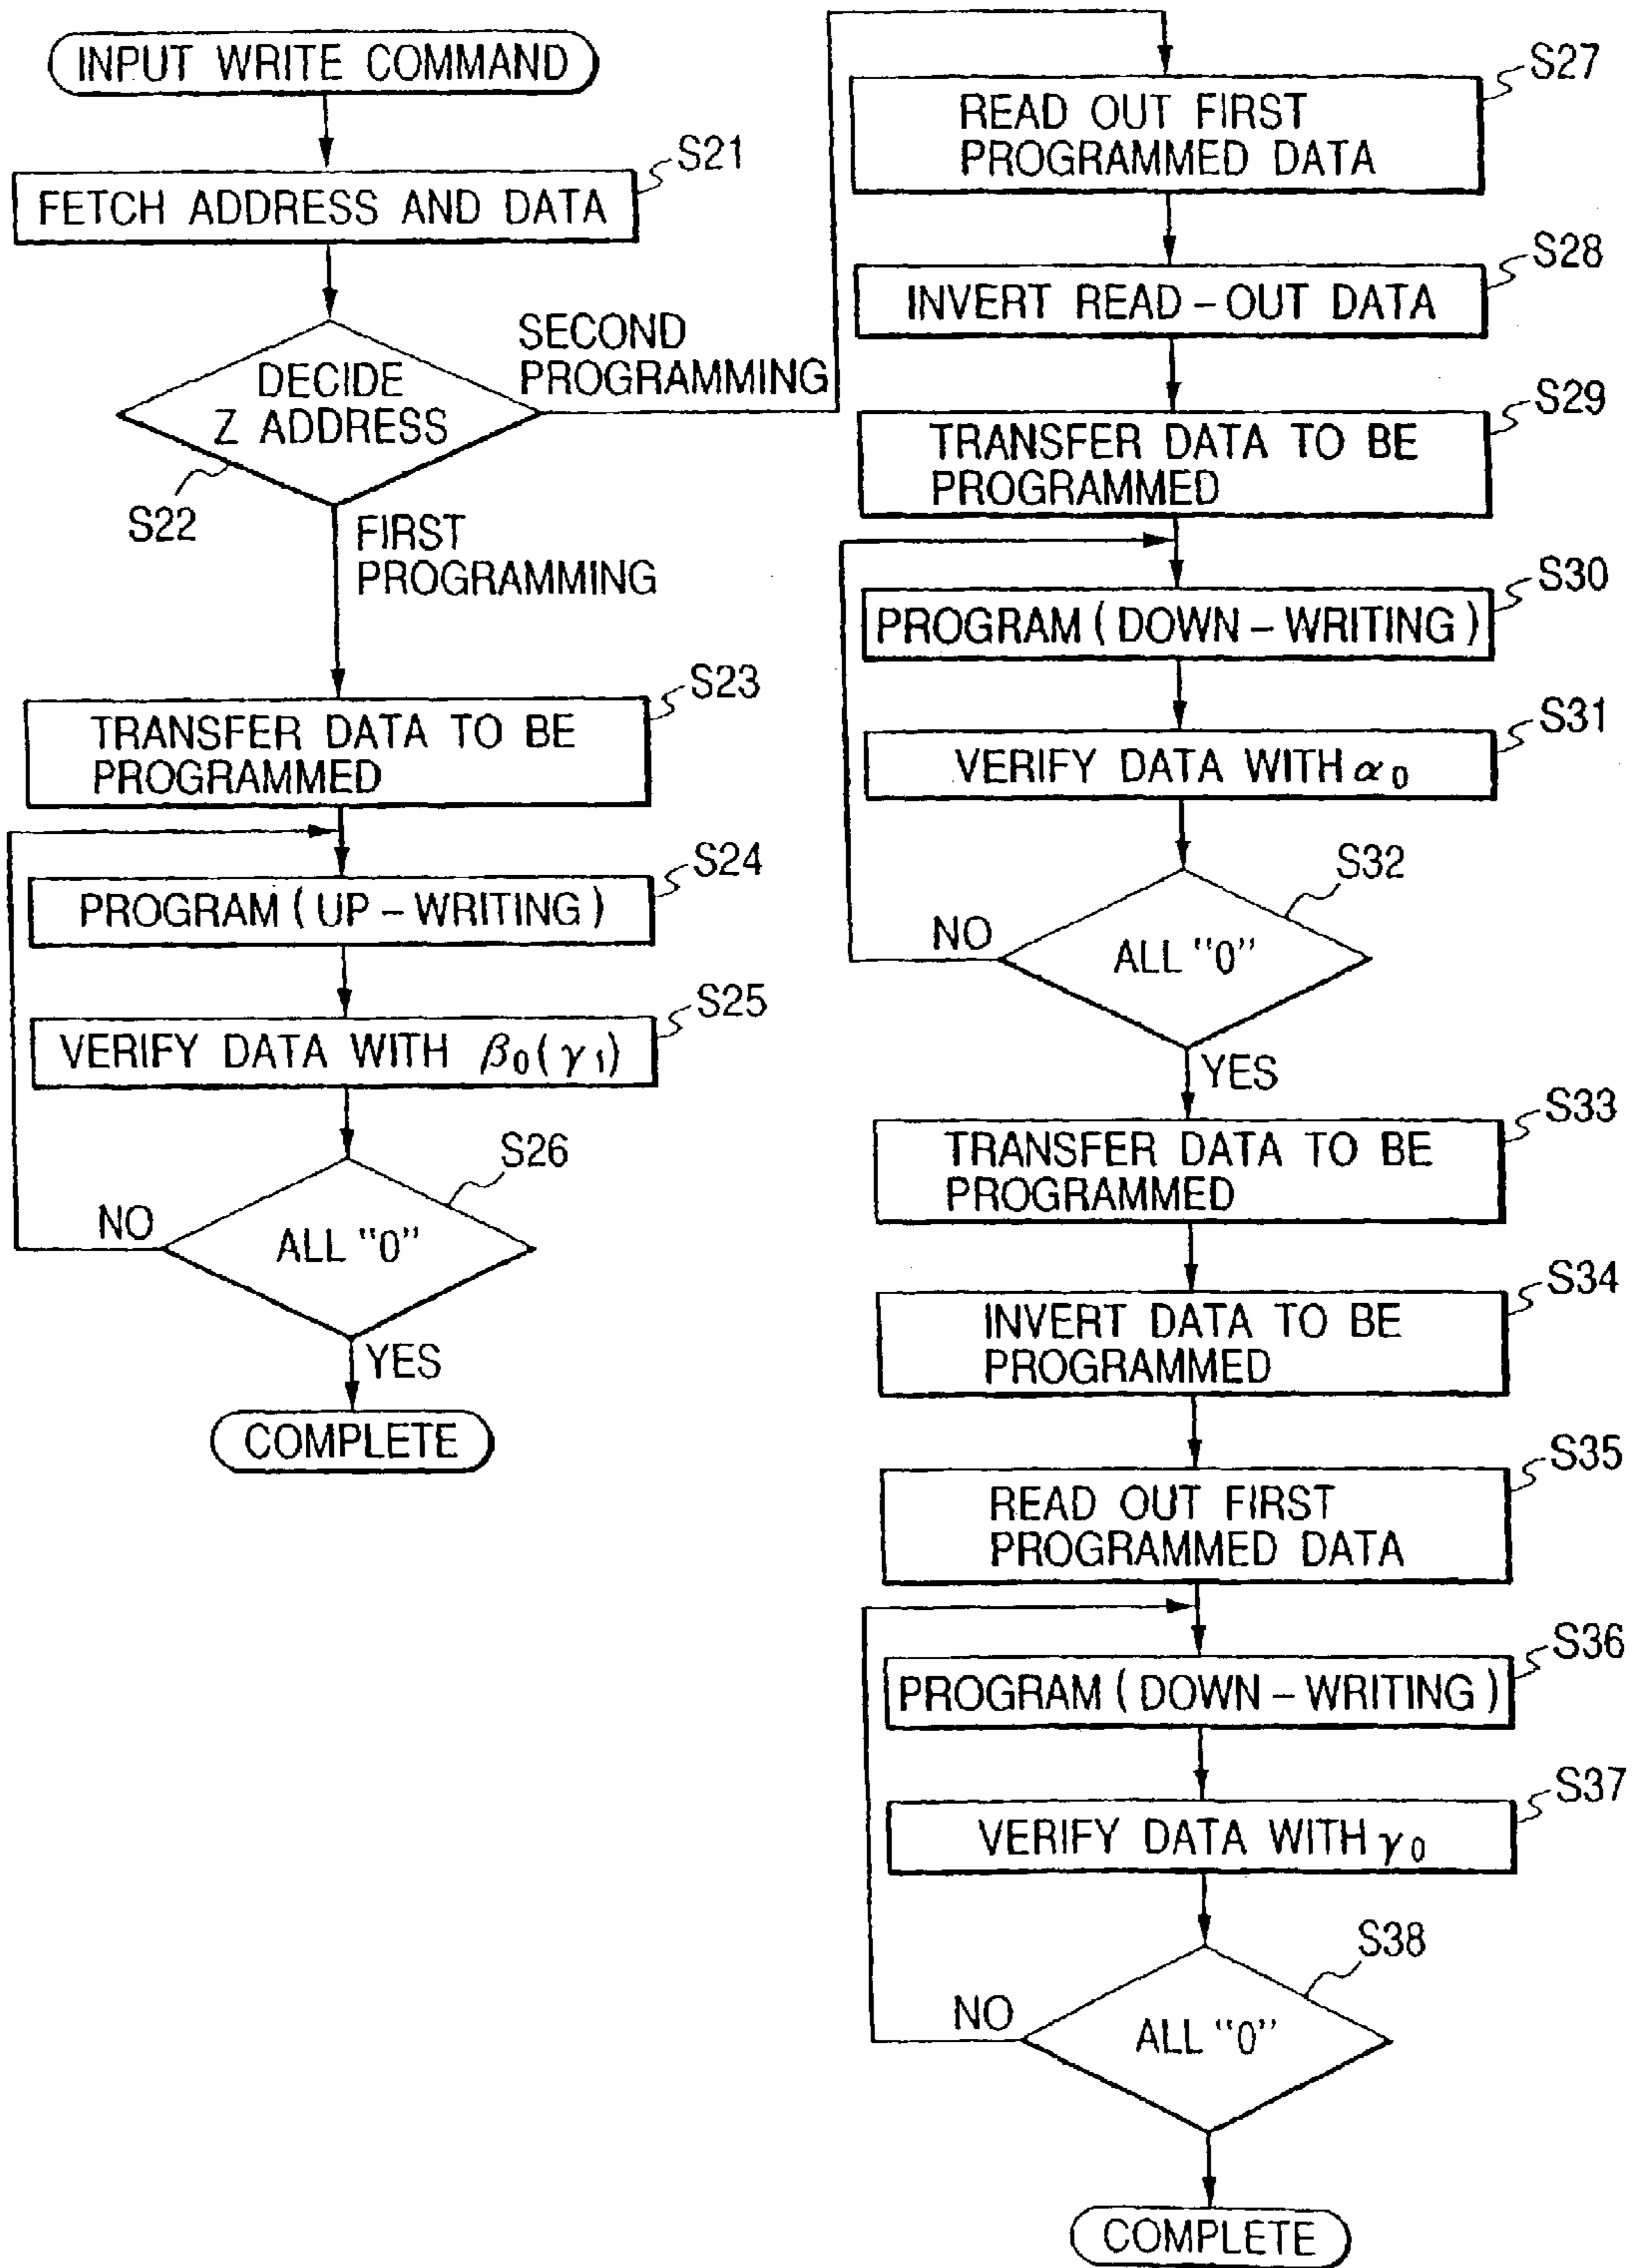 INPUT WRITE COMMAND
S21
FETCH ADDRESS AND DATA
DECIDE
Z ADDRESS
S22
SECOND
PROGRAMMING
FIRST
PROGRAMMING
S23
TRANSFER DATA TO BE
PROGRAMMED
S24
PROGRAM ( UP – WRITING )
S25
VERIFY DATA WITH β₀(γ₁)
S26
ALL "0"
NO
YES
COMPLETE
S27
READ OUT FIRST
PROGRAMMED DATA
S28
INVERT READ – OUT DATA
S29
TRANSFER DATA TO BE
PROGRAMMED
S30
PROGRAM ( DOWN – WRITING )
S31
VERIFY DATA WITH α₀
S32
NO
ALL "0"
YES
S33
TRANSFER DATA TO BE
PROGRAMMED
S34
INVERT DATA TO BE
PROGRAMMED
S35
READ OUT FIRST
PROGRAMMED DATA
S36
PROGRAM ( DOWN – WRITING )
S37
VERIFY DATA WITH γ₀
S38
NO
ALL "0"
COMPLETE